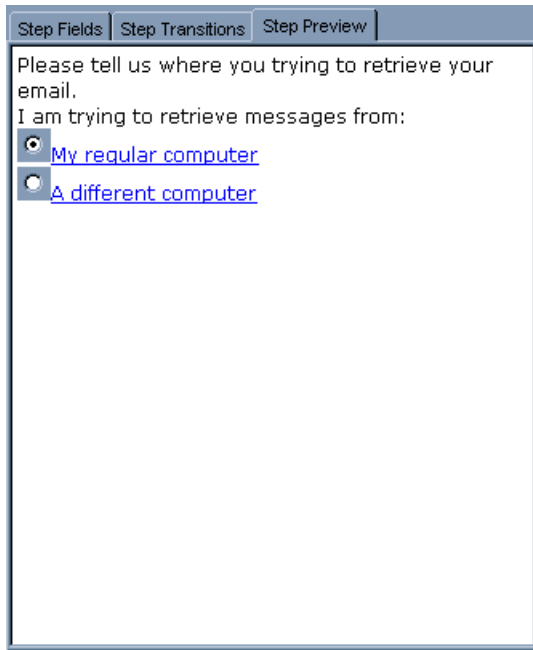 Step Fields Step Transitions Step Preview
Please tell us where you trying to retrieve your
email.
I am trying to retrieve messages from:
My regular computer
A different computer